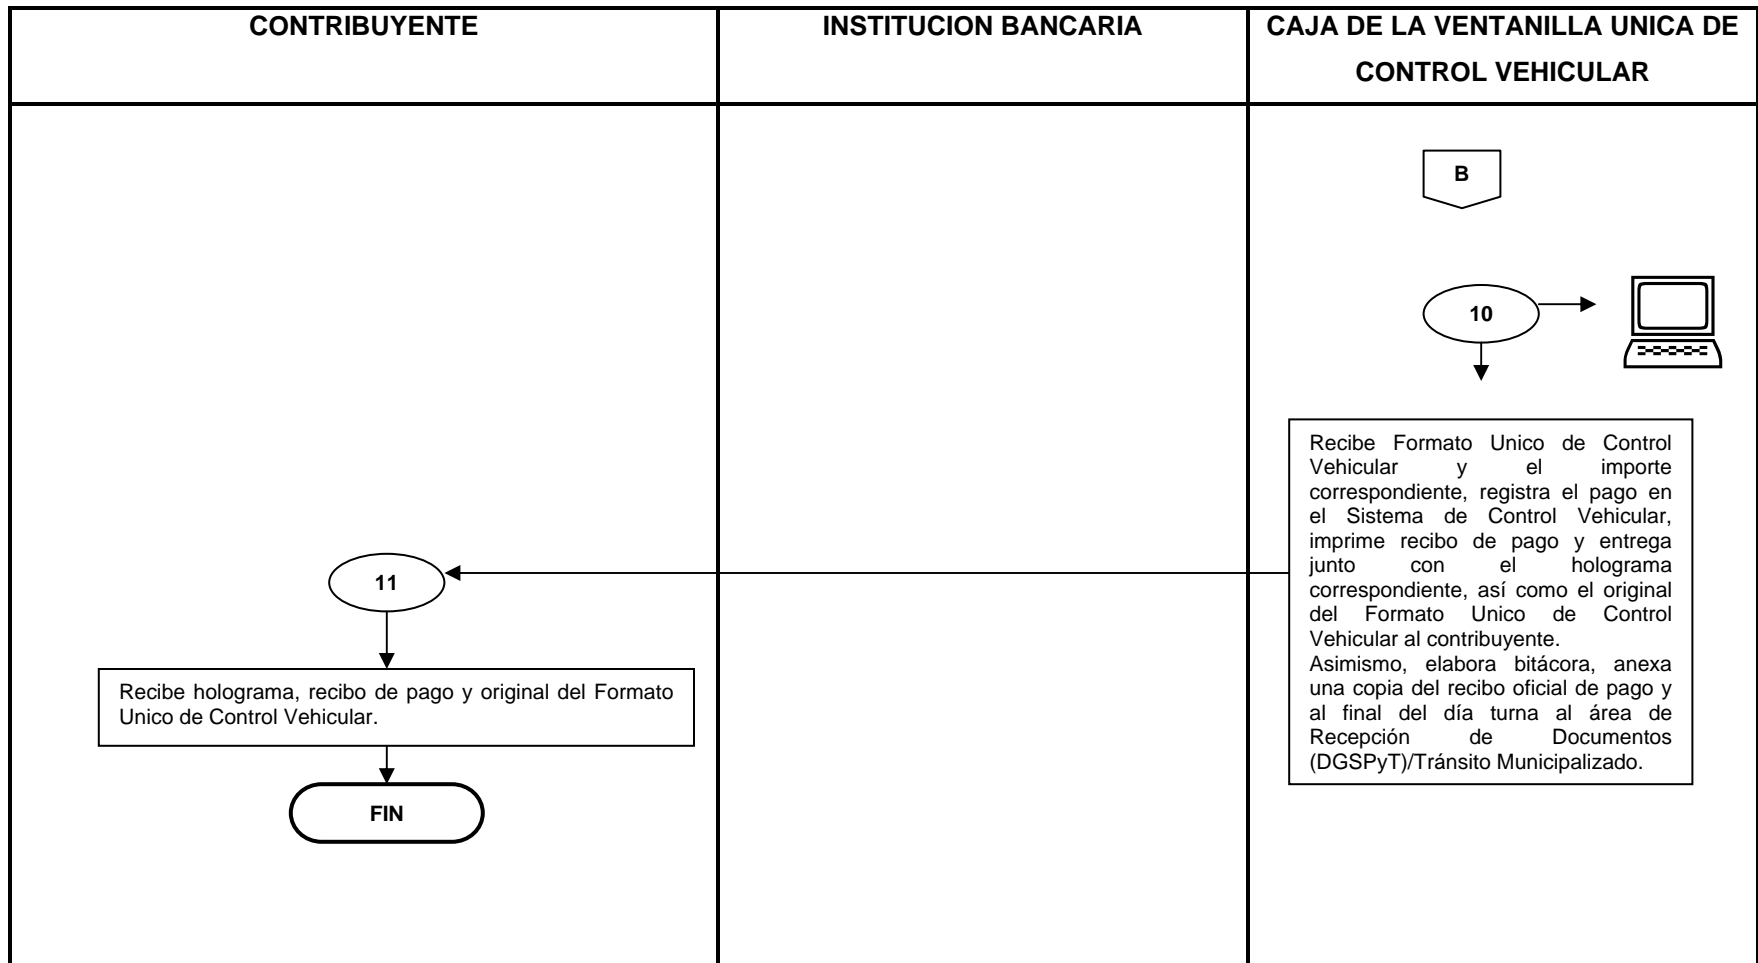 CONTRIBUYENTE
INSTITUCION BANCARIA
CAJA DE LA VENTANILLA UNICA DE
CONTROL VEHICULAR
B
10
Recibe Formato Unico de Control
Vehicular y el importe
correspondiente, registra el pago en
el Sistema de Control Vehicular,
imprime recibo de pago y entrega
junto con el holograma
correspondiente, así como el original
del Formato Unico de Control
Vehicular al contribuyente.
Asimismo, elabora bitácora, anexa
una copia del recibo oficial de pago y
al final del día turna al área de
Recepción de Documentos
(DGSPyT)/Tránsito Municipalizado.
11
Recibe holograma, recibo de pago y original del Formato
Unico de Control Vehicular.
FIN